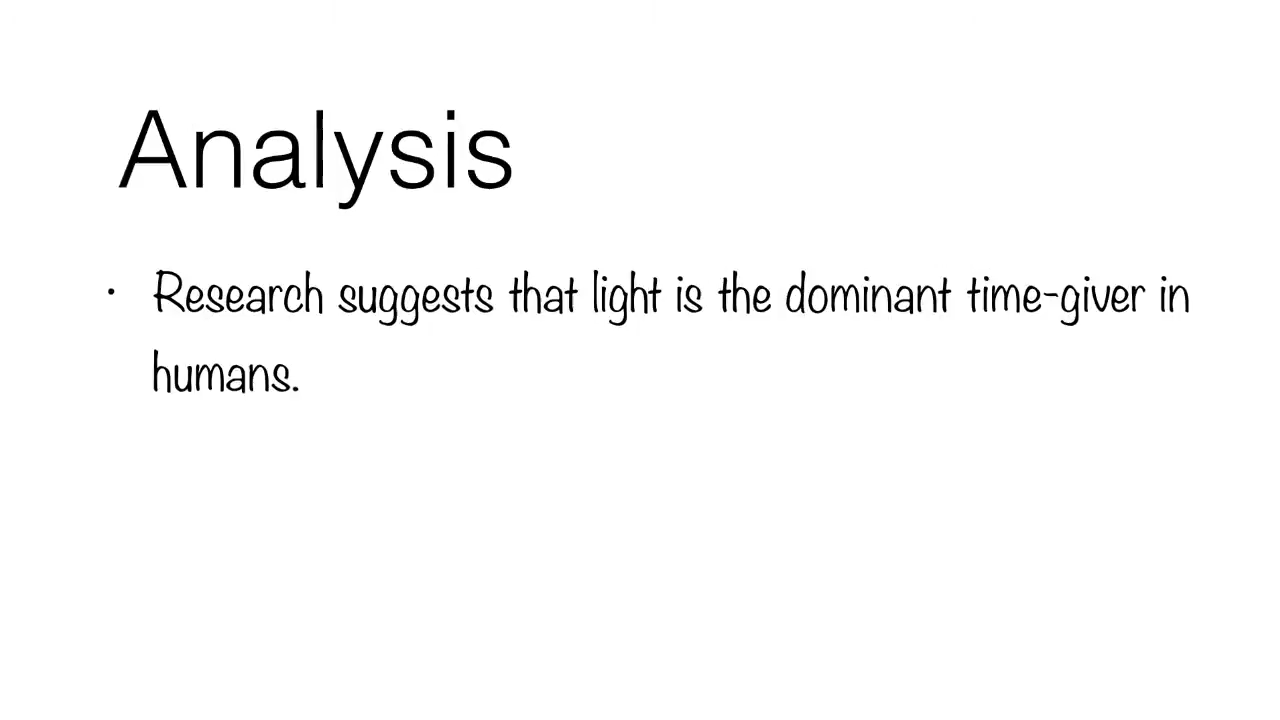 Analysis
· Research suggests that light is the dominant time-giver in
humans.